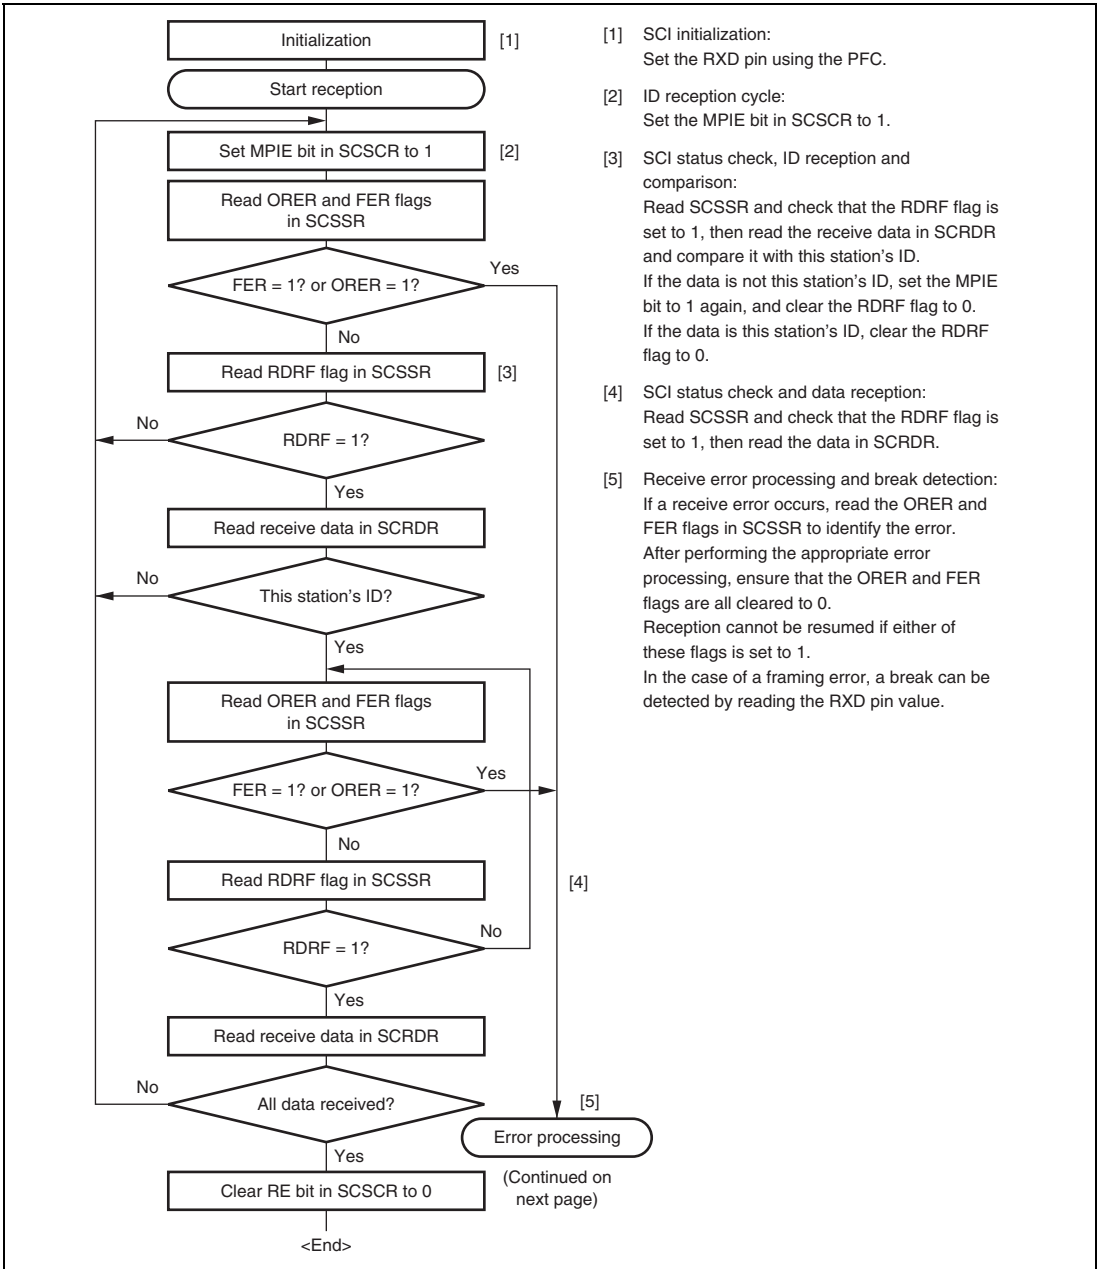 Initialization
[1]
Start reception
Set MPIE bit in SCSCR to 1
[2]
Read ORER and FER flags
in SCSSR
FER = 1? or ORER = 1?
Yes
No
Read RDRF flag in SCSSR
[3]
No
RDRF = 1?
Yes
Read receive data in SCRDR
No
This station's ID?
Yes
Read ORER and FER flags
in SCSSR
FER = 1? or ORER = 1?
Yes
No
Read RDRF flag in SCSSR
[4]
RDRF = 1?
No
Yes
Read receive data in SCRDR
No
All data received?
[5]
Error processing
(Continued on
next page)
Yes
Clear RE bit in SCSCR to 0
<End>
[1] SCI initialization:
Set the RXD pin using the PFC.
[2] ID reception cycle:
Set the MPIE bit in SCSCR to 1.
[3] SCI status check, ID reception and
comparison:
Read SCSSR and check that the RDRF flag is
set to 1, then read the receive data in SCRDR
and compare it with this station's ID.
If the data is not this station's ID, set the MPIE
bit to 1 again, and clear the RDRF flag to 0.
If the data is this station's ID, clear the RDRF
flag to 0.
[4] SCI status check and data reception:
Read SCSSR and check that the RDRF flag is
set to 1, then read the data in SCRDR.
[5] Receive error processing and break detection:
If a receive error occurs, read the ORER and
FER flags in SCSSR to identify the error.
After performing the appropriate error
processing, ensure that the ORER and FER
flags are all cleared to 0.
Reception cannot be resumed if either of
these flags is set to 1.
In the case of a framing error, a break can be
detected by reading the RXD pin value.